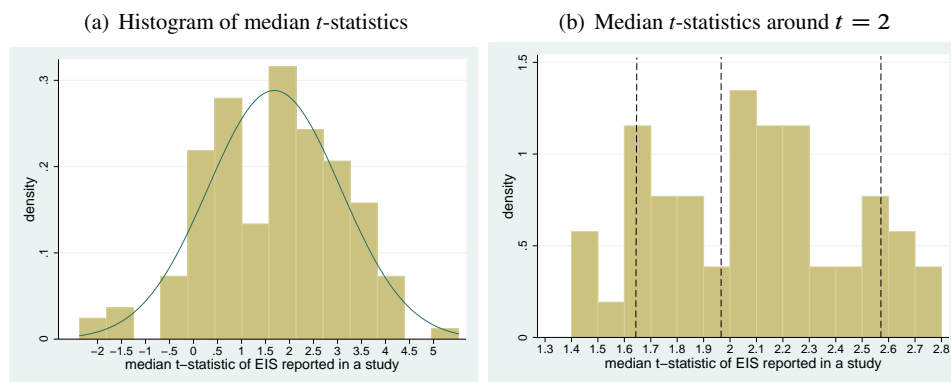 (a) Histogram of median t-statistics
density
0 .1 .2 .3
-2 -1.5 -1 -.5 0 .5 1 1.5 2 2.5 3 3.5 4 4.5 5
median t-statistic of EIS reported in a study
(b) Median t-statistics around t = 2
density
0 .5 1 1.5
1.3 1.4 1.5 1.6 1.7 1.8 1.9 2 2.1 2.2 2.3 2.4 2.5 2.6 2.7 2.8
median t-statistic of EIS reported in a study